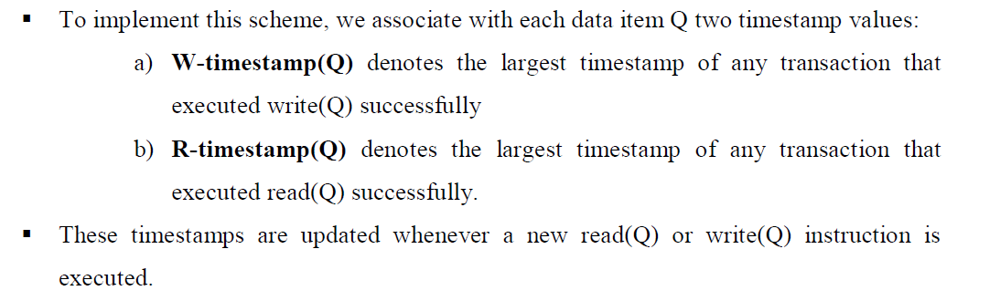 ▪ To implement this scheme, we associate with each data item Q two timestamp values:
a) W-timestamp(Q) denotes the largest timestamp of any transaction that
executed write(Q) successfully
b) R-timestamp(Q) denotes the largest timestamp of any transaction that
executed read(Q) successfully.
▪ These timestamps are updated whenever a new read(Q) or write(Q) instruction is
executed.